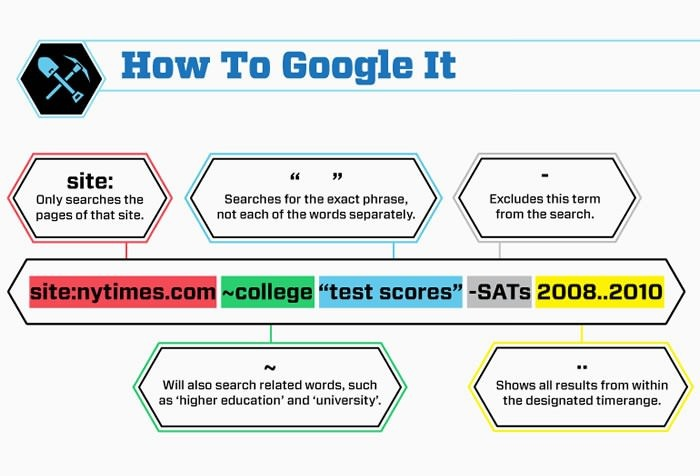 How To Google It
site:
Only searches the
pages of that site.
“ ”
Searches for the exact phrase,
not each of the words separately.
-
Excludes this term
from the search.
site:nytimes.com ~college “test scores” -SATs 2008..2010
~
Will also search related words, such
as ‘higher education’ and ‘university’.
..
Shows all results from within
the designated timerange.